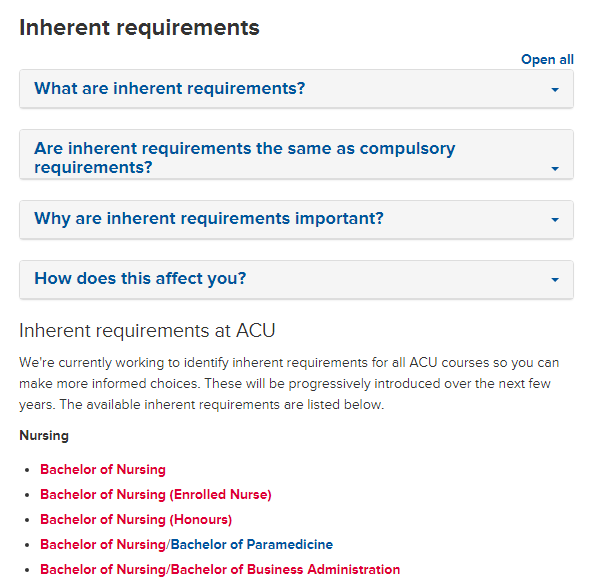 Inherent requirements
Open all
What are inherent requirements?
Are inherent requirements the same as compulsory
requirements?
Why are inherent requirements important?
How does this affect you?
Inherent requirements at ACU
We're currently working to identify inherent requirements for all ACU courses so you can
make more informed choices. These will be progressively introduced over the next few
years. The available inherent requirements are listed below.
Nursing
• Bachelor of Nursing
• Bachelor of Nursing (Enrolled Nurse)
• Bachelor of Nursing (Honours)
• Bachelor of Nursing/Bachelor of Paramedicine
• Bachelor of Nursing/Bachelor of Business Administration